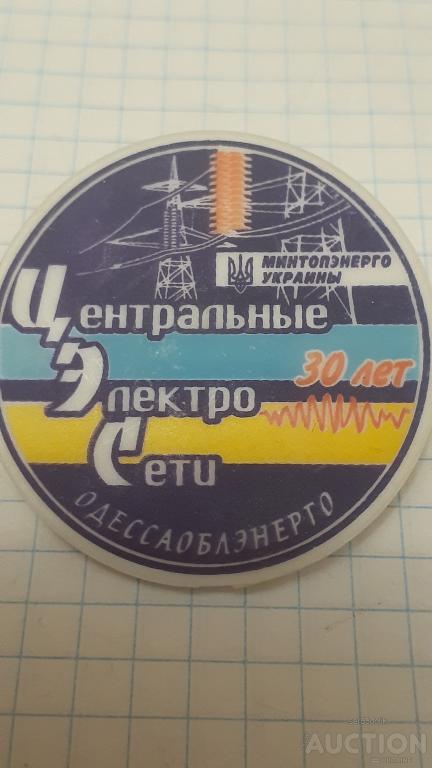 МИНТОПЭНЕРГО
УКРАИНЫ
Центральные
30 лет
Электро
Сети
ОДЕССАОБЛЭНЕРГО
AUCTION